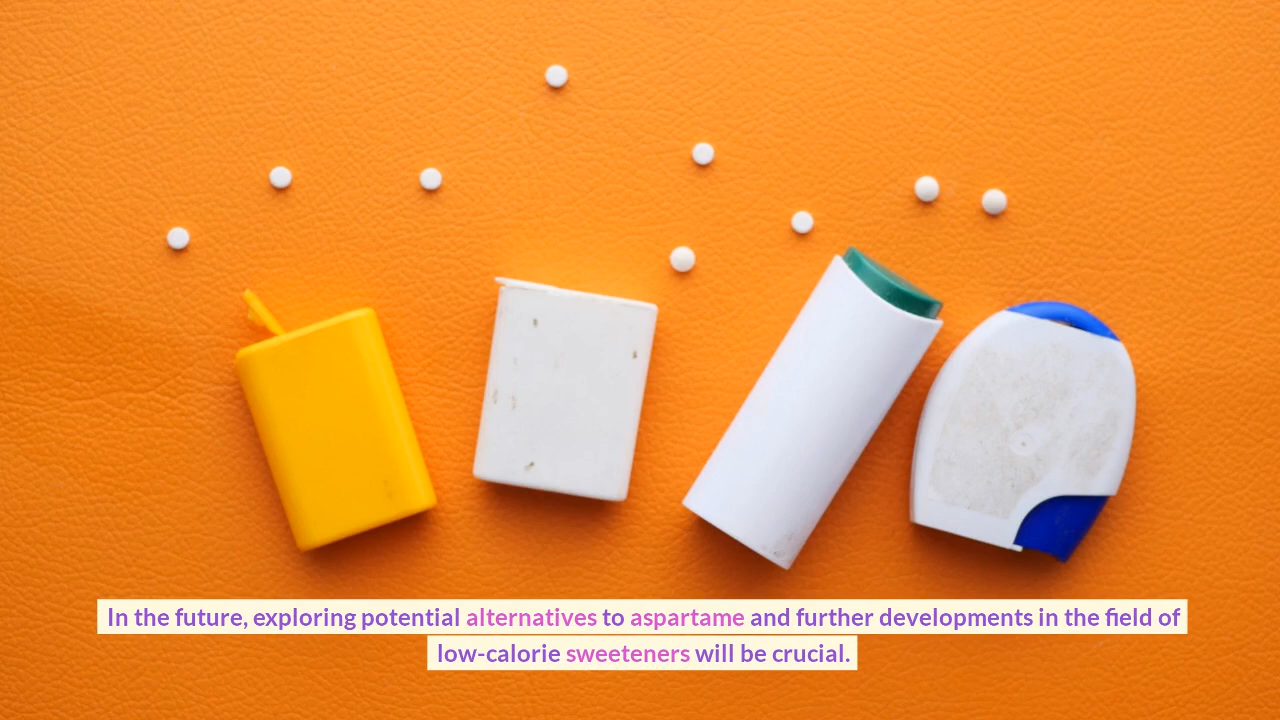 In the future, exploring potential alternatives to aspartame and further developments in the field of
low-calorie sweeteners will be crucial.